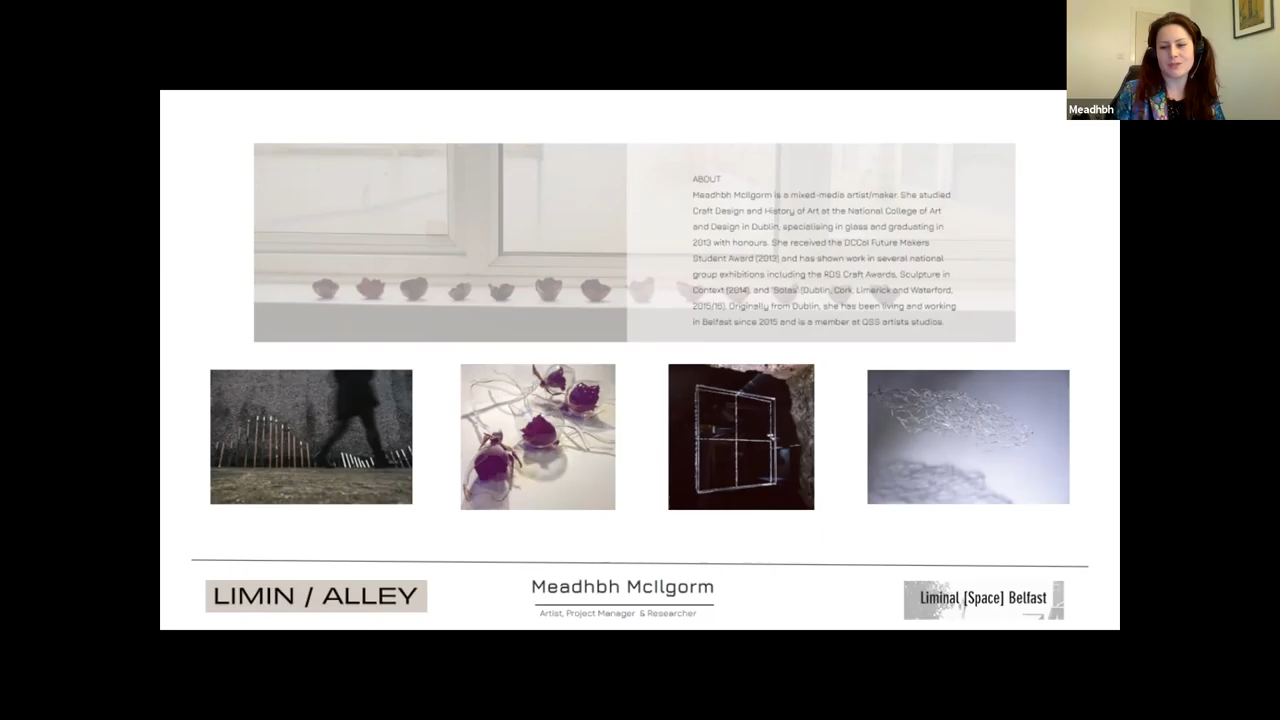 Meadhbh
ABOUT
Meadhbh McIlgorm is a mixed-media artist/maker. She studied
Craft Design and History of Art at the National College of Art
and Design in Dublin, specialising in glass and graduating in
2013 with honours. She received the DCCoI Future Makers
Student Award (2013) and has shown work in several national
group exhibitions including the RDS Craft Awards, Sculpture in
Context (2014), and 'Solas' (Dublin, Cork, Limerick and Waterford,
2015/16). Originally from Dublin, she has been living and working
in Belfast since 2015 and is a member at QSS artists studios.
LIMIN / ALLEY
Meadhbh McIlgorm
Artist, Project Manager & Researcher
Liminal [Space] Belfast